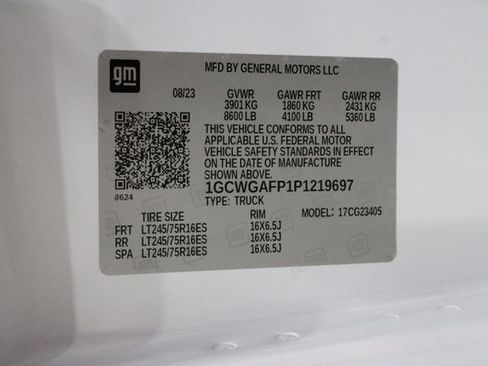 gm
MFD BY GENERAL MOTORS LLC
08/23 GVWR GAWR FRT GAWR RR
3901 KG 1860 KG 2431 KG
8600 LB 4100 LB 5360 LB
THIS VEHICLE CONFORMS TO ALL
APPLICABLE U.S. FEDERAL MOTOR
VEHICLE SAFETY STANDARDS IN EFFECT
ON THE DATE OF MANUFACTURE
SHOWN ABOVE.
8624
1GCWGAFP1P1219697
TYPE: TRUCK
TIRE SIZE RIM MODEL: 17CG23405
FRT LT245/75R16ES 16X6.5J
RR LT245/75R16ES 16X6.5J
SPA LT245/75R16ES 16X6.5J